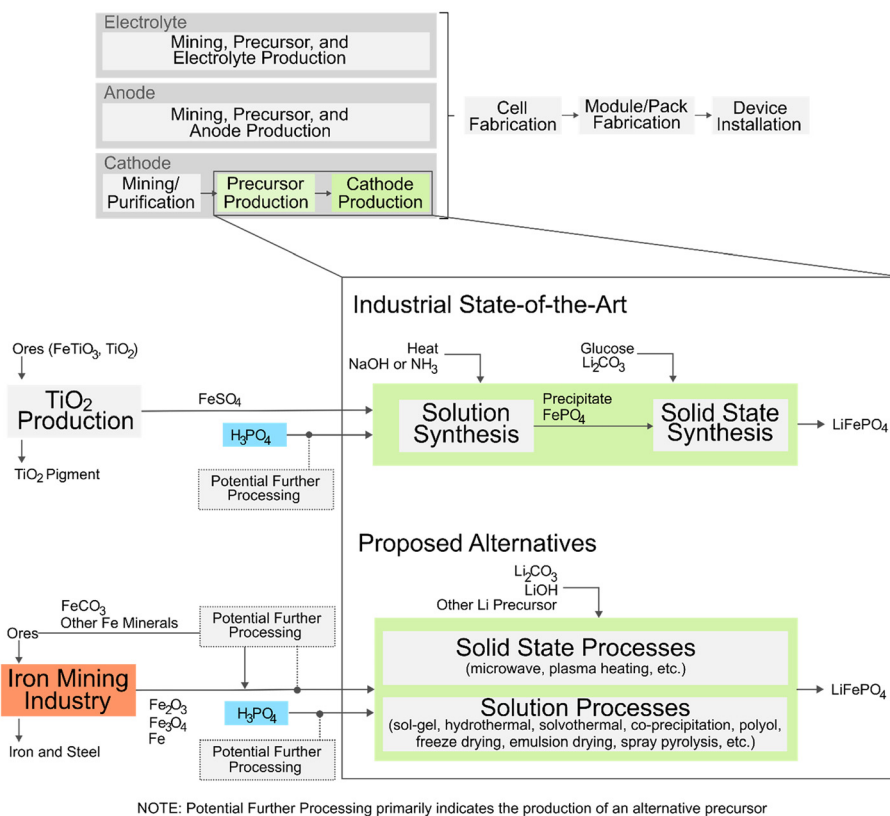 Electrolyte
Mining, Precursor, and
Electrolyte Production
Anode
Mining, Precursor, and
Anode Production
Cathode
Mining/
Purification
Precursor
Production
Cathode
Production
Cell
Fabrication
Module/Pack
Fabrication
Device
Installation
Industrial State-of-the-Art
Ores (FeTiO₃, TiO₂)
TiO₂
Production
TiO₂ Pigment
FeSO₄
H₃PO₄
Potential Further
Processing
Heat
NaOH or NH₃
Solution
Synthesis
Precipitate
FePO₄
Glucose
Li₂CO₃
Solid State
Synthesis
LiFePO₄
Proposed Alternatives
Li₂CO₃
LiOH
Other Li Precursor
FeCO₃
Other Fe Minerals
Ores
Potential Further
Processing
Iron Mining
Industry
Iron and Steel
Fe₂O₃
Fe₃O₄
Fe
H₃PO₄
Potential Further
Processing
Solid State Processes
(microwave, plasma heating, etc.)
Solution Processes
(sol-gel, hydrothermal, solvothermal, co-precipitation, polyol,
freeze drying, emulsion drying, spray pyrolysis, etc.)
LiFePO₄
NOTE: Potential Further Processing primarily indicates the production of an alternative precursor